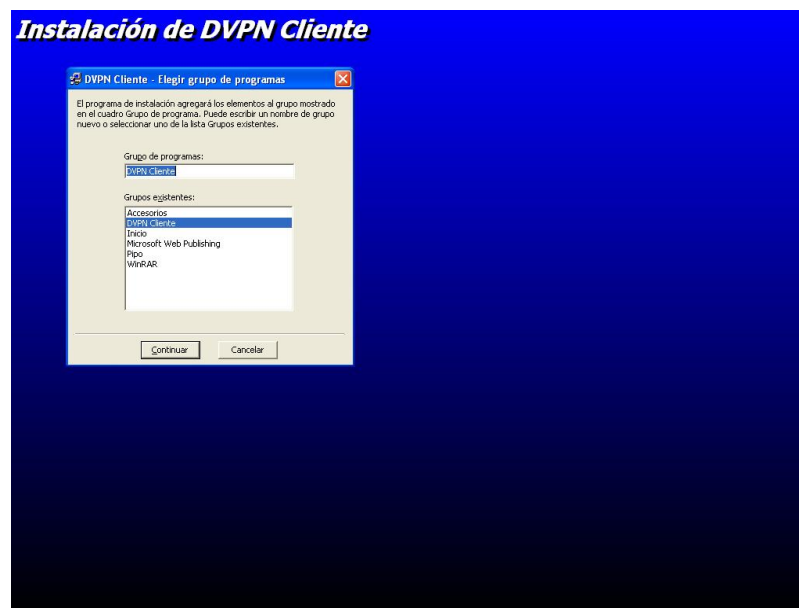 Instalación de DVPN Cliente
DVPN Cliente - Elegir grupo de programas
El programa de instalación agregará los elementos al grupo mostrado
en el cuadro Grupo de programa. Puede escribir un nombre de grupo
nuevo o seleccionar uno de la lista Grupos existentes.
Grupo de programas:
DVPN Cliente
Grupos existentes:
Accesorios
DVPN Cliente
Inicio
Microsoft Web Publishing
Pipo
WinRAR
Continuar Cancelar